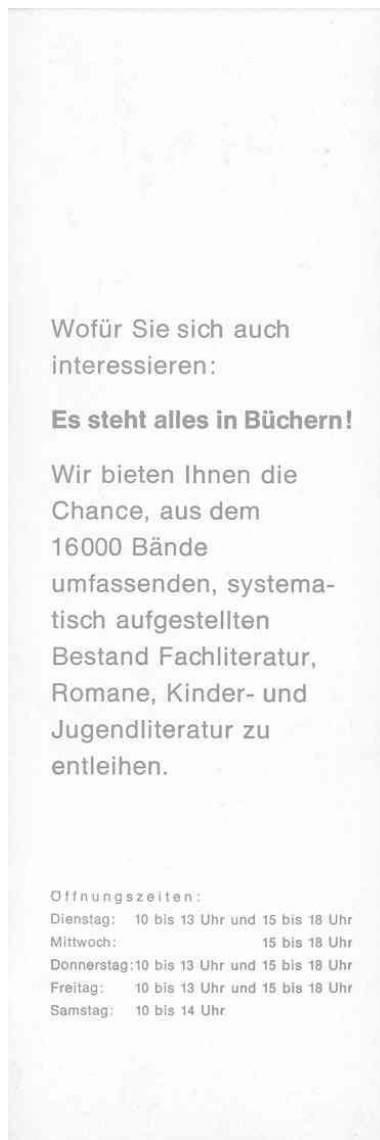 Wofür Sie sich auch
interessieren:
Es steht alles in Büchern!
Wir bieten Ihnen die
Chance, aus dem
16000 Bände
umfassenden, systema-
tisch aufgestellten
Bestand Fachliteratur,
Romane, Kinder- und
Jugendliteratur zu
entleihen.
Öffnungszeiten:
Dienstag: 10 bis 13 Uhr und 15 bis 18 Uhr
Mittwoch: 15 bis 18 Uhr
Donnerstag: 10 bis 13 Uhr und 15 bis 18 Uhr
Freitag: 10 bis 13 Uhr und 15 bis 18 Uhr
Samstag: 10 bis 14 Uhr